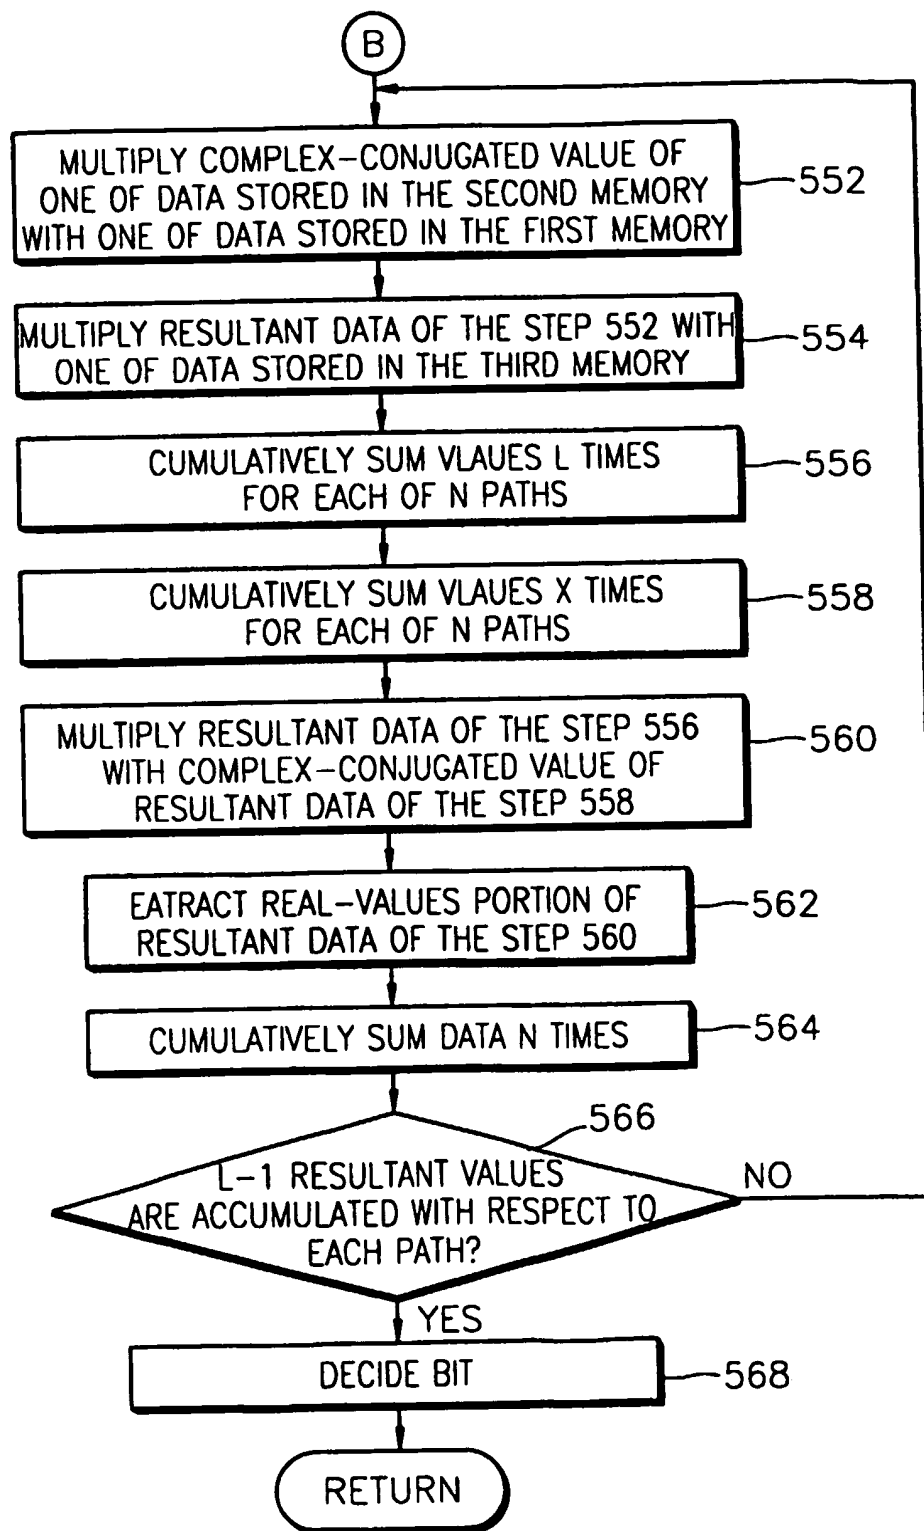 B
MULTIPLY COMPLEX-CONJUGATED VALUE OF
ONE OF DATA STORED IN THE SECOND MEMORY
WITH ONE OF DATA STORED IN THE FIRST MEMORY
552
MULTIPLY RESULTANT DATA OF THE STEP 552 WITH
ONE OF DATA STORED IN THE THIRD MEMORY
554
CUMULATIVELY SUM VLAUES L TIMES
FOR EACH OF N PATHS
556
CUMULATIVELY SUM VLAUES X TIMES
FOR EACH OF N PATHS
558
MULTIPLY RESULTANT DATA OF THE STEP 556
WITH COMPLEX-CONJUGATED VALUE OF
RESULTANT DATA OF THE STEP 558
560
EATRACT REAL-VALUES PORTION OF
RESULTANT DATA OF THE STEP 560
562
CUMULATIVELY SUM DATA N TIMES
564
566
L-1 RESULTANT VALUES
ARE ACCUMULATED WITH RESPECT TO
EACH PATH?
NO
YES
DECIDE BIT
568
RETURN